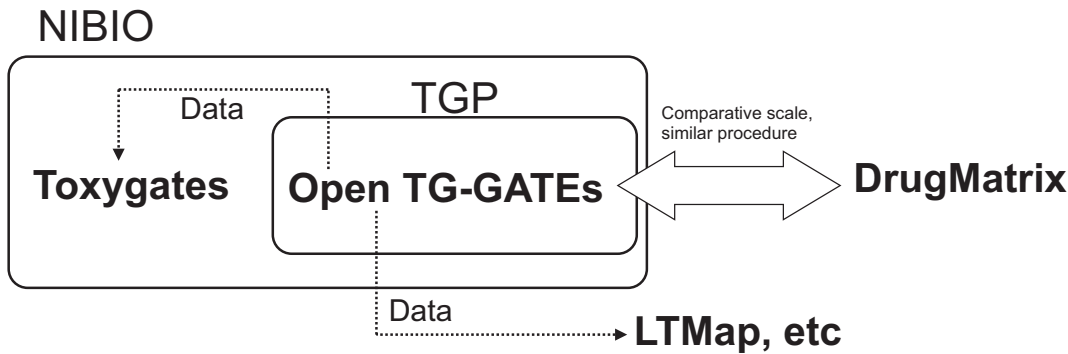 NIBIO
TGP
Data
Comparative scale,
similar procedure
Toxygates
Open TG-GATEs
DrugMatrix
Data
LTMap, etc